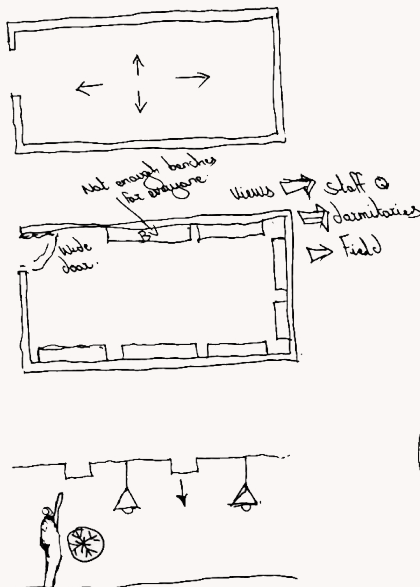 Not enough benches
for everyone.
Views
Staff Q
dormitories
Field
B
Wide
door.